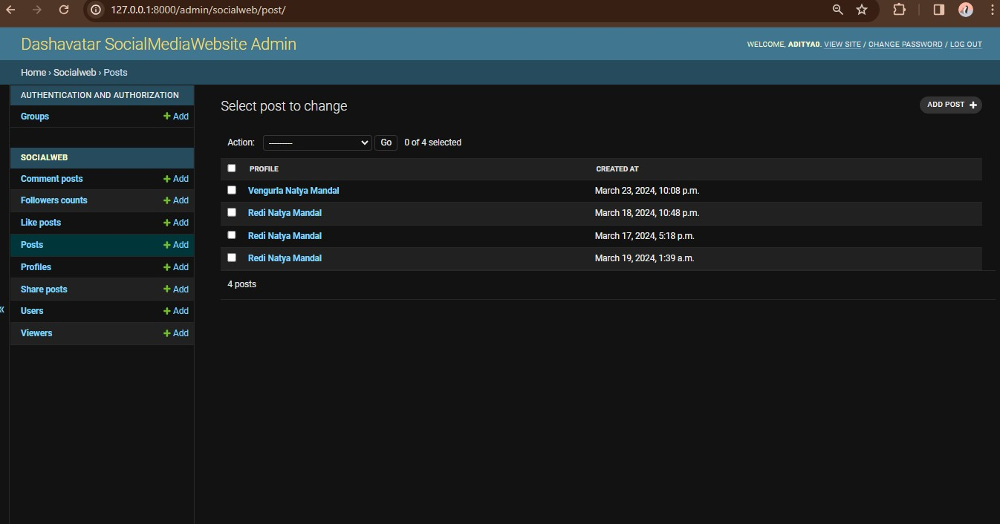 127.0.0.1:8000/admin/socialweb/post/
Dashavatar SocialMediaWebsite Admin
WELCOME, ADITYA0. VIEW SITE / CHANGE PASSWORD / LOG OUT
Home › Socialweb › Posts
AUTHENTICATION AND AUTHORIZATION
Groups + Add
SOCIALWEB
Comment posts + Add
Followers counts + Add
Like posts + Add
Posts + Add
Profiles + Add
Share posts + Add
Users + Add
Viewers + Add
«
Select post to change
ADD POST +
Action: --------- Go 0 of 4 selected
PROFILE CREATED AT
Vengurla Natya Mandal March 23, 2024, 10:08 p.m.
Redi Natya Mandal March 18, 2024, 10:48 p.m.
Redi Natya Mandal March 17, 2024, 5:18 p.m.
Redi Natya Mandal March 19, 2024, 1:39 a.m.
4 posts